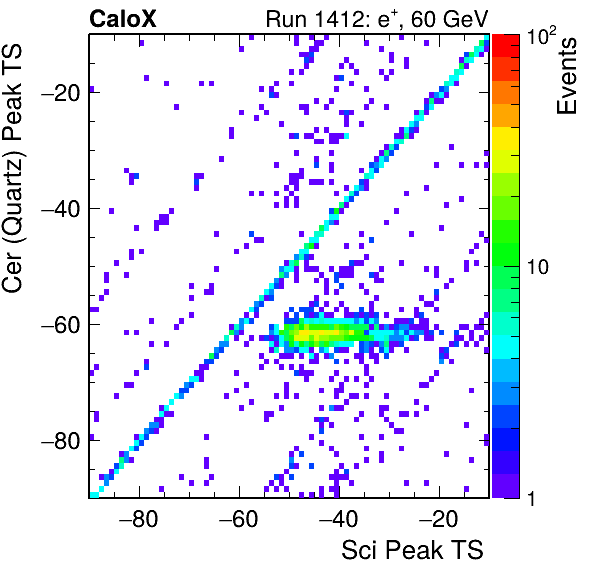 CaloX Run 1412: e⁺, 60 GeV
Cer (Quartz) Peak TS
−20
−40
−60
−80
−80 −60 −40 −20
Sci Peak TS
10²
10
1
Events